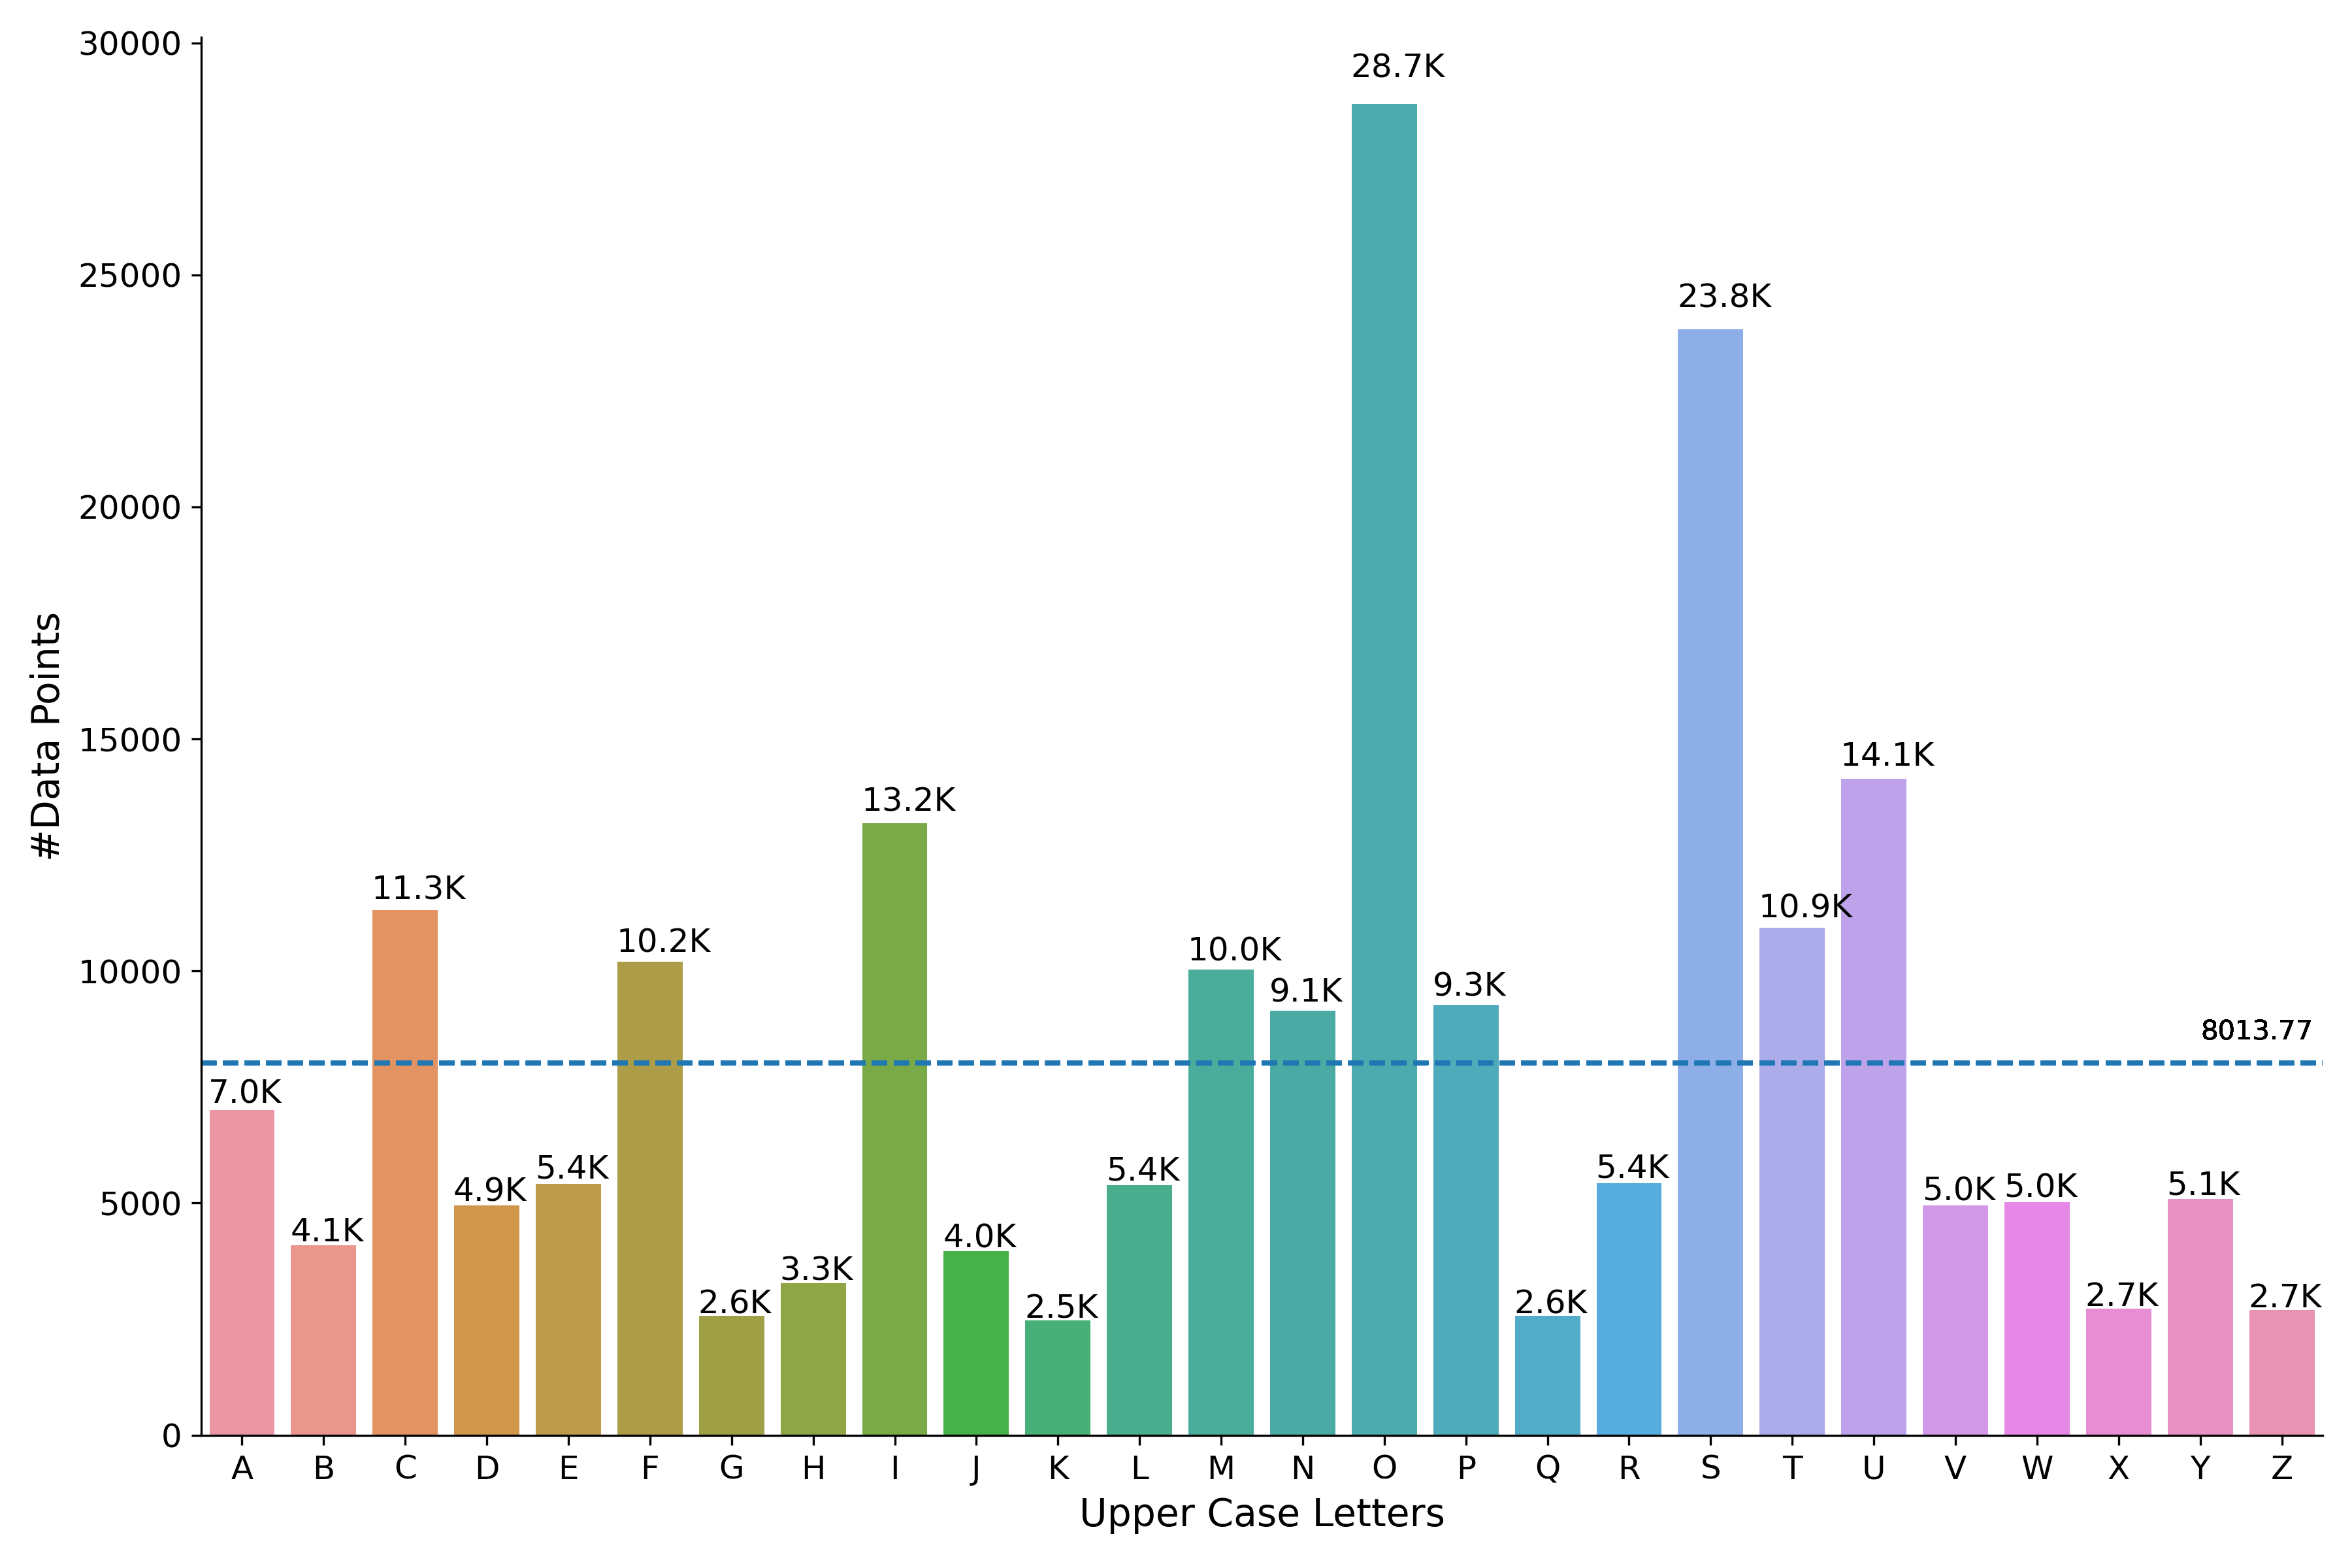 30000
25000
20000
15000
10000
5000
0
#Data Points
7.0K
4.1K
11.3K
4.9K
5.4K
10.2K
2.6K
3.3K
13.2K
4.0K
2.5K
5.4K
10.0K
9.1K
28.7K
9.3K
2.6K
5.4K
23.8K
10.9K
14.1K
5.0K
5.0K
2.7K
5.1K
2.7K
8013.77
A B C D E F G H I J K L M N O P Q R S T U V W X Y Z
Upper Case Letters